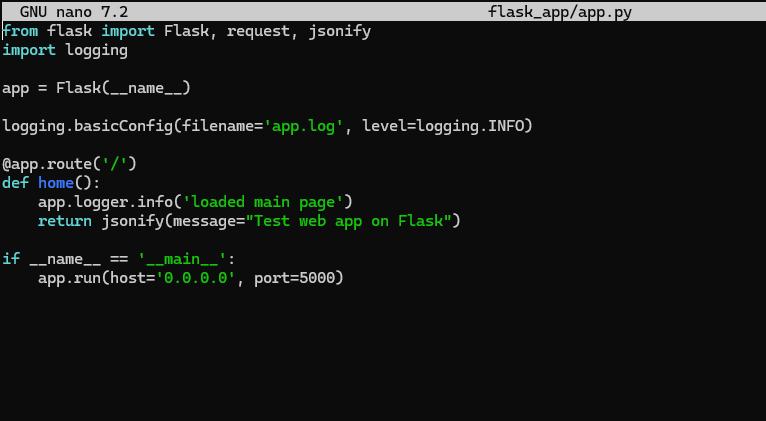 GNU nano 7.2 flask_app/app.py
from flask import Flask, request, jsonify
import logging

app = Flask(__name__)

logging.basicConfig(filename='app.log', level=logging.INFO)

@app.route('/')
def home():
    app.logger.info('loaded main page')
    return jsonify(message="Test web app on Flask")

if __name__ == '__main__':
    app.run(host='0.0.0.0', port=5000)